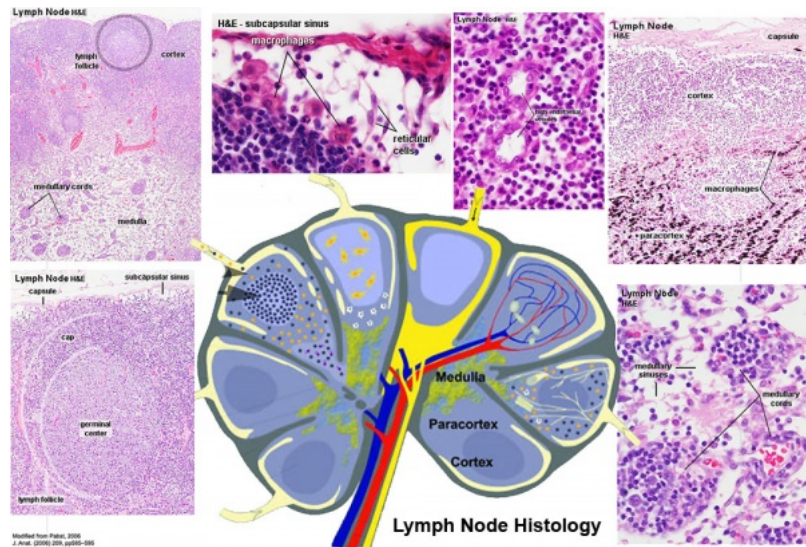 Lymph Node H&E
lymph
follicle
cortex
medullary cords
medulla
H&E - subcapsular sinus
macrophages
reticular
cells
Lymph Node H&E
high endothelial
Lymph Node
H&E
capsule
cortex
macrophages
paracortex
Lymph Node H&E
capsule
subcapsular sinus
cap
germinal
center
lymph follicle
Medulla
Paracortex
Cortex
Lymph Node
H&E
medullary
sinuses
medullary
cords
Lymph Node Histology
Modified from Pabst, 2006
J. Anat. (2006) 209, pp585–595